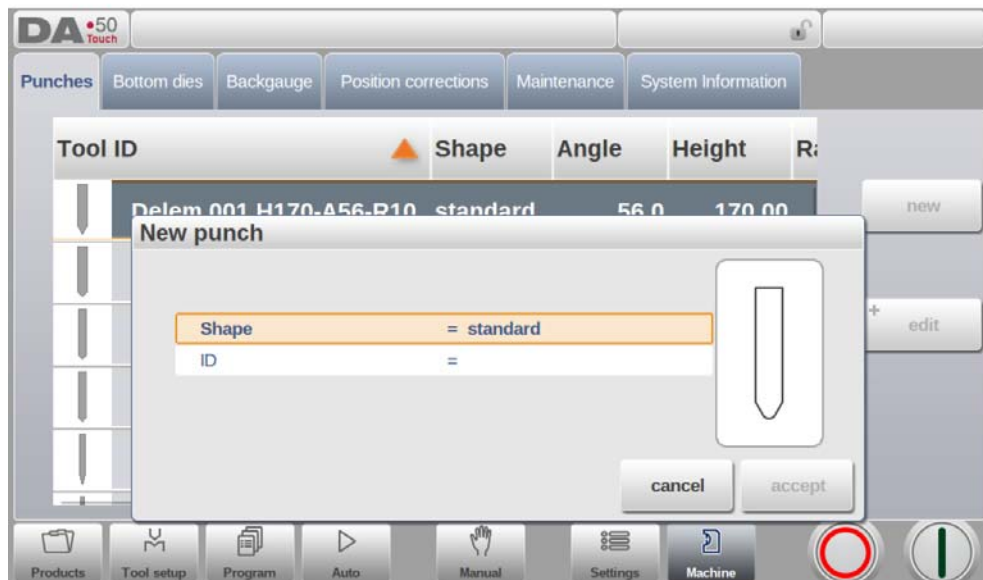 DA•50
Touch
Punches Bottom dies Backgauge Position corrections Maintenance System Information
Tool ID Shape Angle Height Ra
Delem 001 H170-A56-R10 standard 56.0 170.00
new
New punch
Shape = standard
ID =
edit
cancel accept
Products Tool setup Program Auto Manual Settings Machine